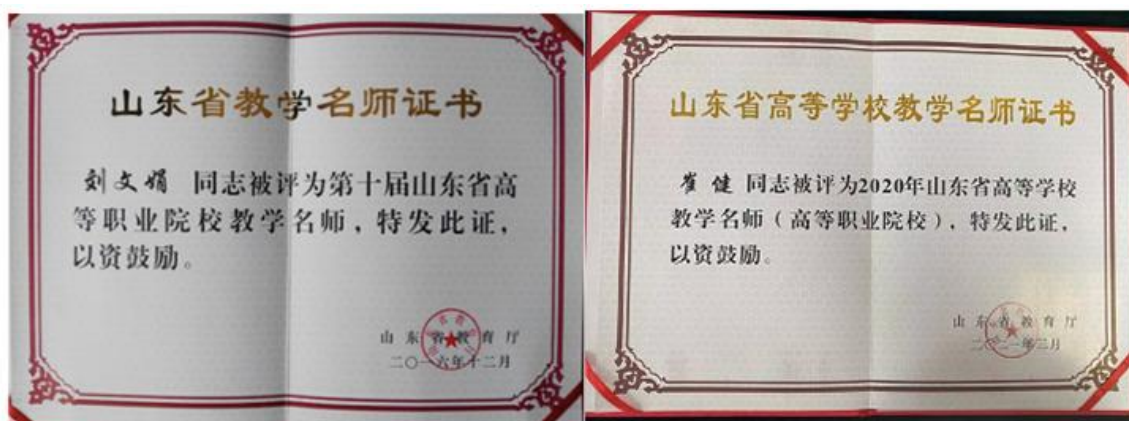 山东省教学名师证书
刘文娟 同志被评为第十届山东省高
等职业院校教学名师，特发此证，
以资鼓励。
山东省教育厅
二〇一六年十二月
山东省高等学校教学名师证书
崔健 同志被评为2020年山东省高等学校
教学名师（高等职业院校），特发此证，
以资鼓励。
山东省教育厅
二〇二一年三月